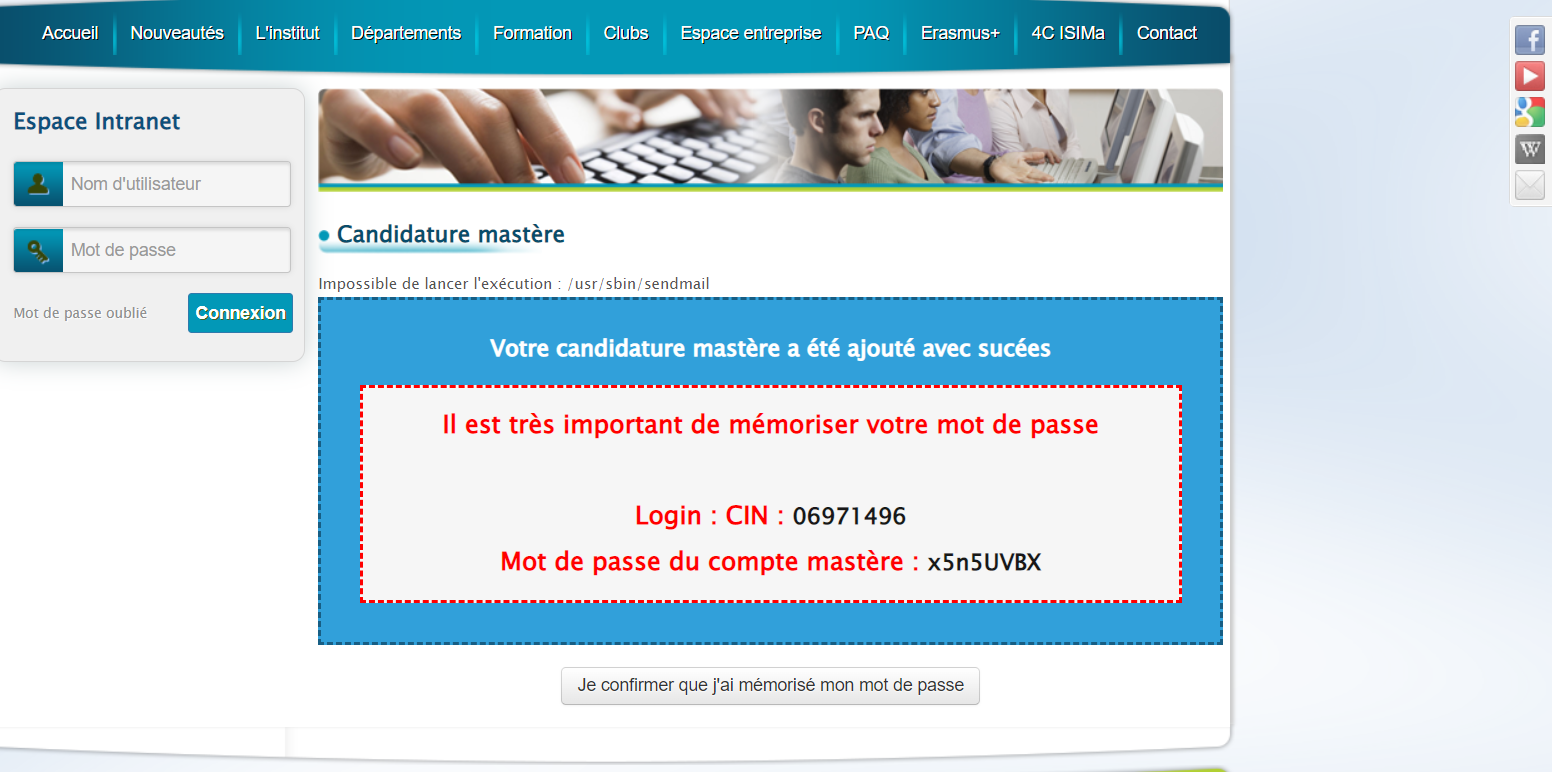 Accueil Nouveautés L'institut Départements Formation Clubs Espace entreprise PAQ Erasmus+ 4C ISIMa Contact
Espace Intranet
Nom d'utilisateur
Mot de passe
Mot de passe oublié Connexion
Candidature mastère
Impossible de lancer l'exécution : /usr/sbin/sendmail
Votre candidature mastère a été ajouté avec sucées
Il est très important de mémoriser votre mot de passe
Login : CIN : 06971496
Mot de passe du compte mastère : x5n5UVBX
Je confirmer que j'ai mémorisé mon mot de passe